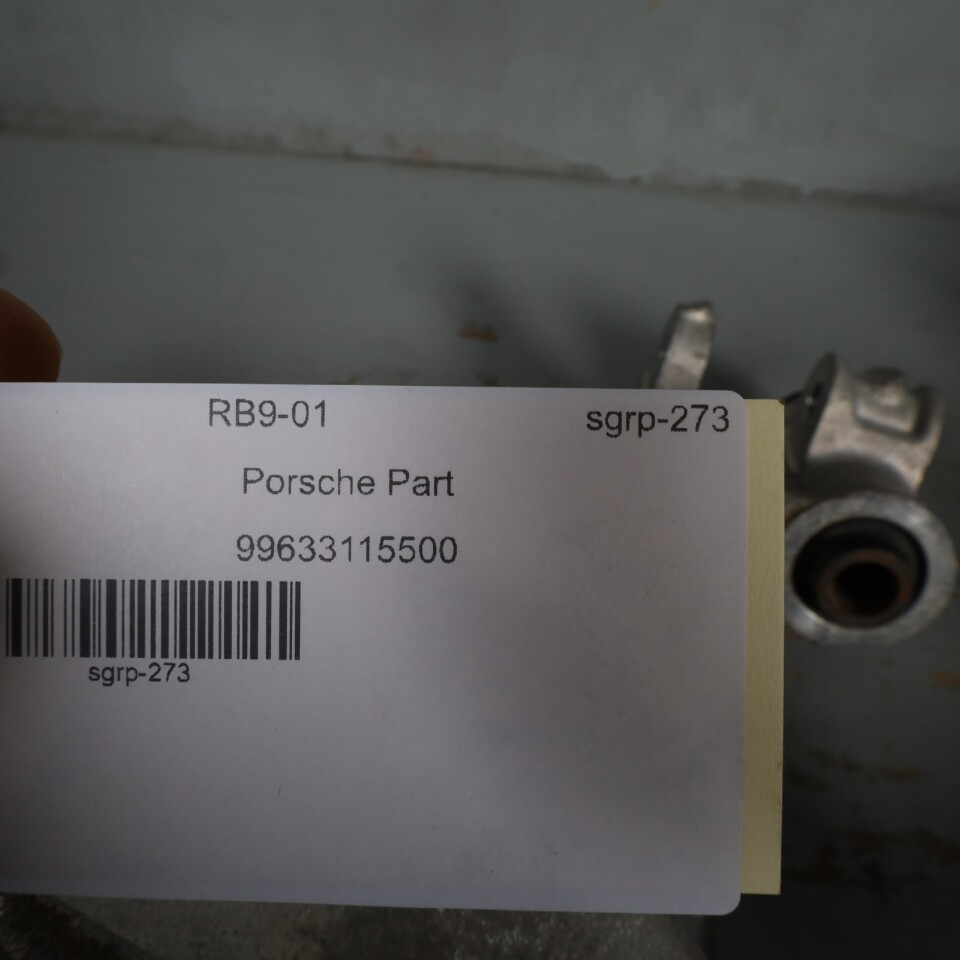 RB9-01 sgrp-273
Porsche Part
99633115500
sgrp-273